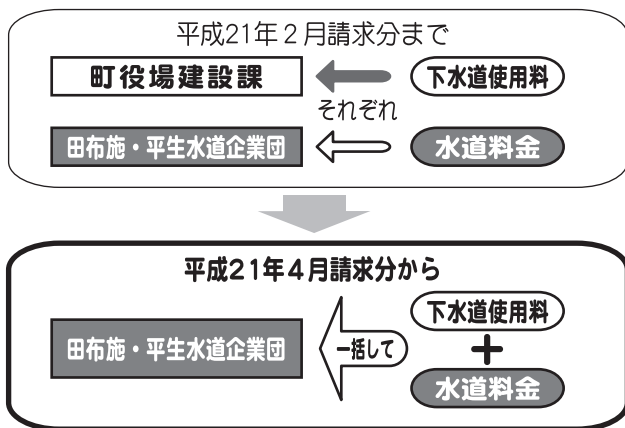 平成21年２月請求分まで
町役場建設課
下水道使用料
それぞれ
田布施・平生水道企業団
水道料金
平成21年４月請求分から
下水道使用料
田布施・平生水道企業団
一括して
＋
水道料金